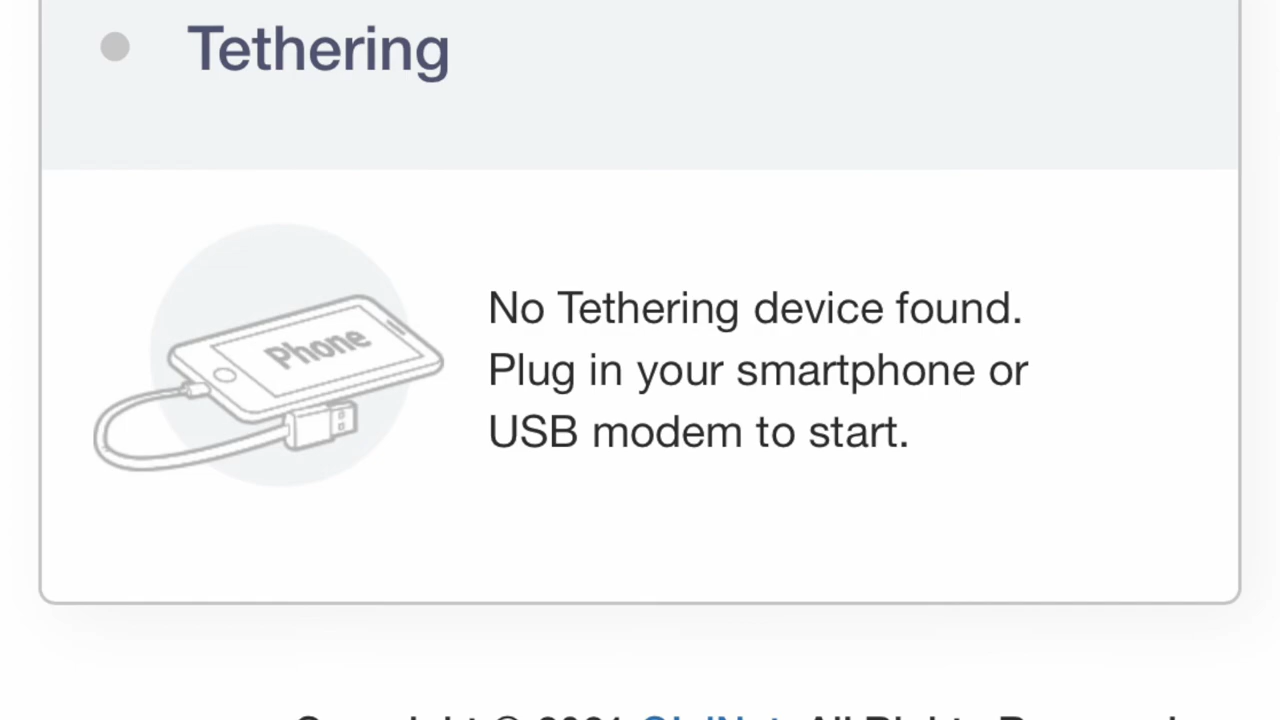 Tethering
Phone
No Tethering device found.
Plug in your smartphone or
USB modem to start.